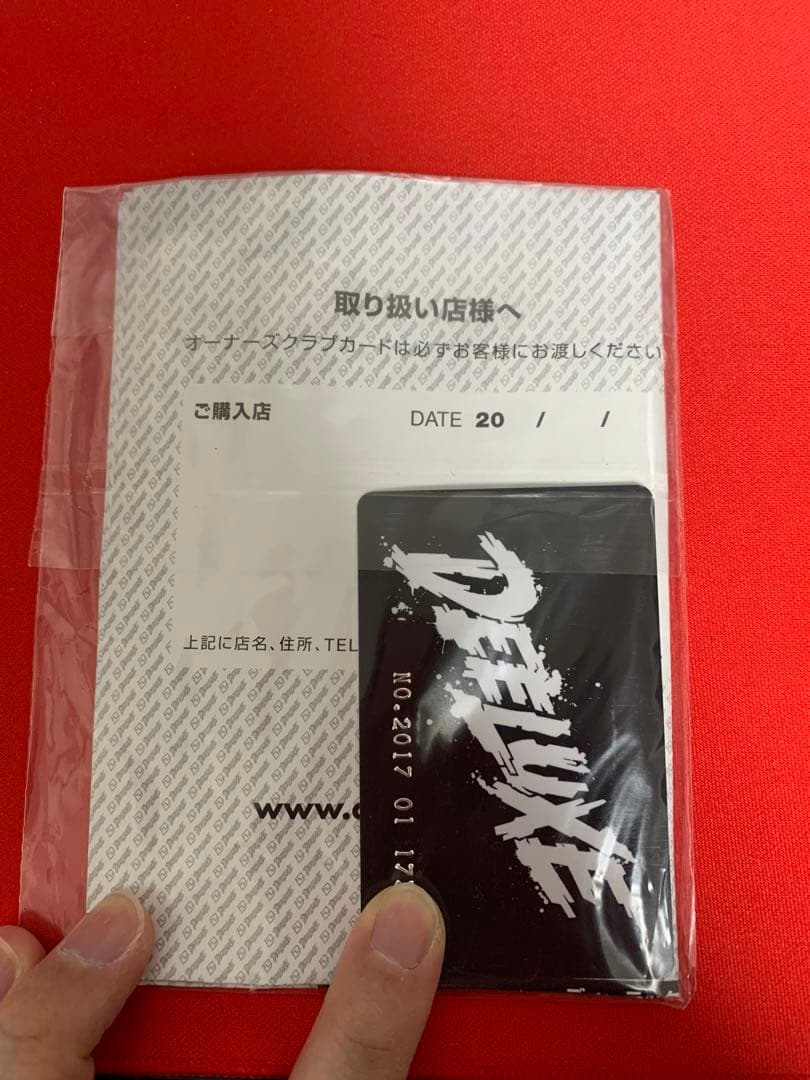 取り扱い店様へ
オーナーズクラブカードは必ずお客様にお渡しください
ご購入店
DATE 20 / /
上記に店名、住所、TEL
www.
DEELUXE
NO.2017 01 17